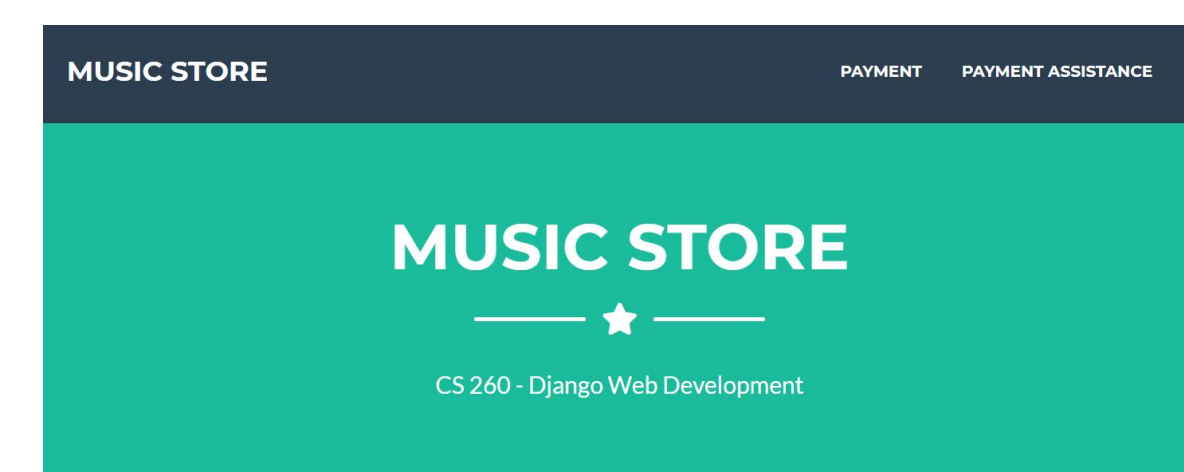 MUSIC STORE
PAYMENT
PAYMENT ASSISTANCE
MUSIC STORE
CS 260 - Django Web Development